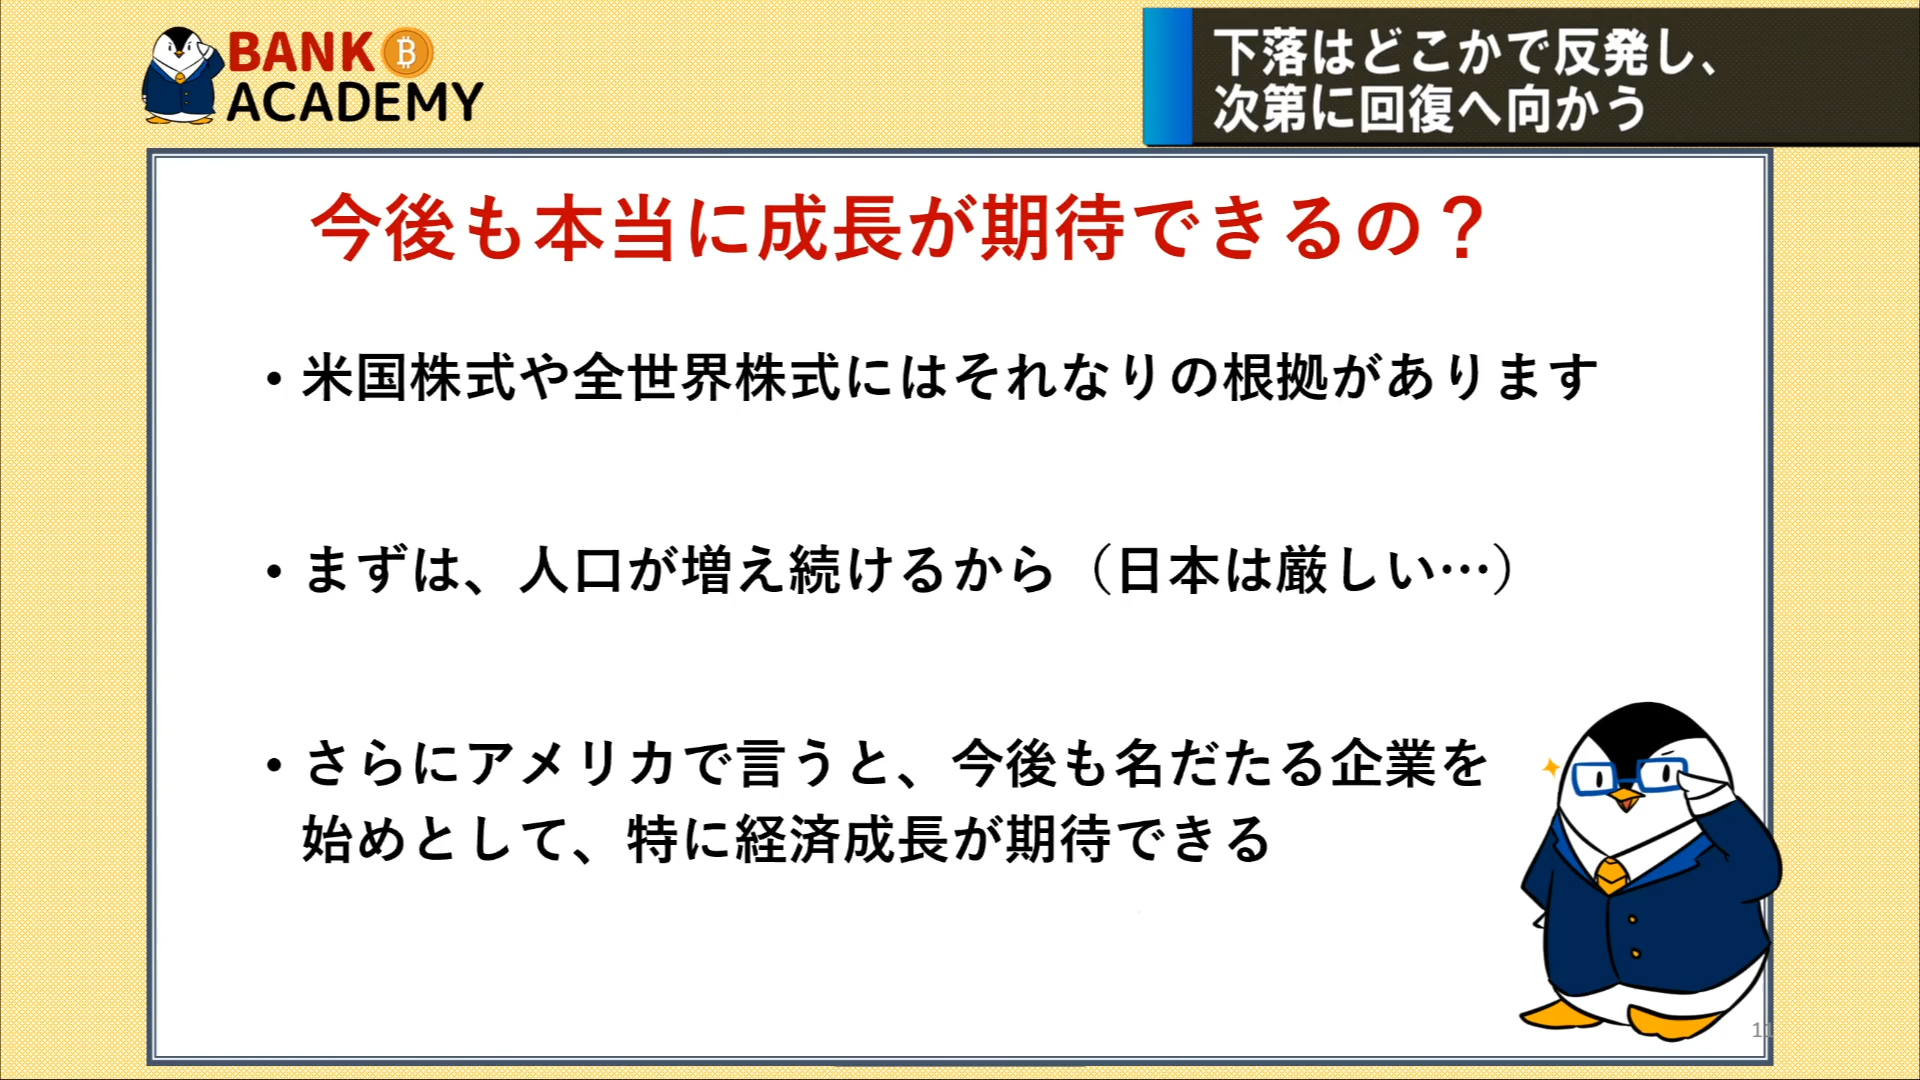 BANK
ACADEMY
下落はどこかで反発し、
次第に回復へ向かう
今後も本当に成長が期待できるの？
・米国株式や全世界株式にはそれなりの根拠があります
・まずは、人口が増え続けるから（日本は厳しい…）
・さらにアメリカで言うと、今後も名だたる企業を
始めとして、特に経済成長が期待できる
11